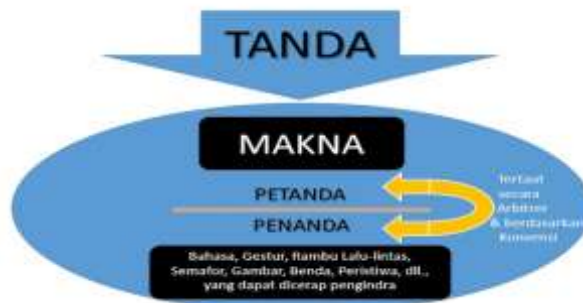 TANDA
MAKNA
PETANDA
PENANDA
Tertaut
secara
Arbitrer
& berdasarkan
Konvensi
Bahasa, Gestur, Rambu Lalu-lintas,
Semafor, Gambar, Benda, Peristiwa, dll.,
yang dapat dicerap pengindra